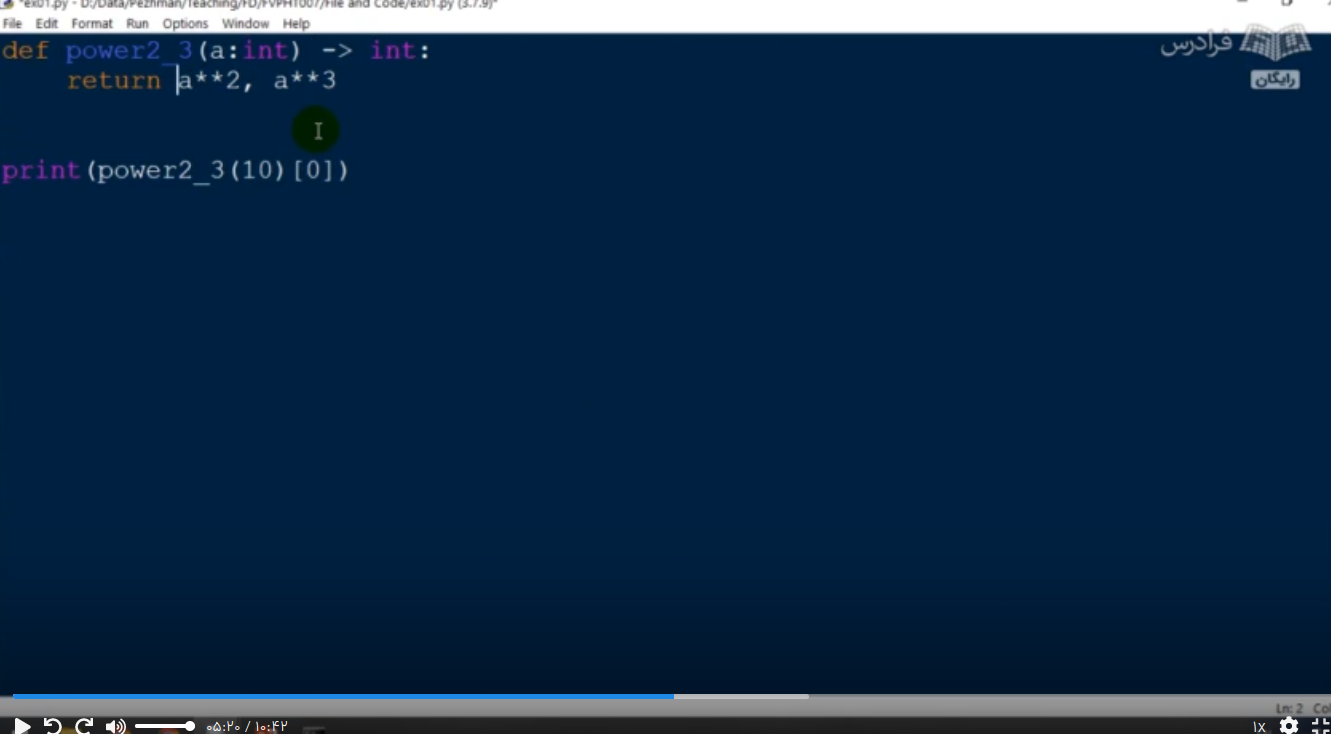 *ex01.py - D:/Data/Pezhman/Teaching/FD/FVPHT007/File and Code/ex01.py (3.7.9)*
File Edit Format Run Options Window Help
def power2_3(a:int) -> int:
    return a**2, a**3
print(power2_3(10)[0])
فرادرس
رایگان
Ln: 2 Col
۰۵:۲۰ / ۱۰:۴۲
۱X